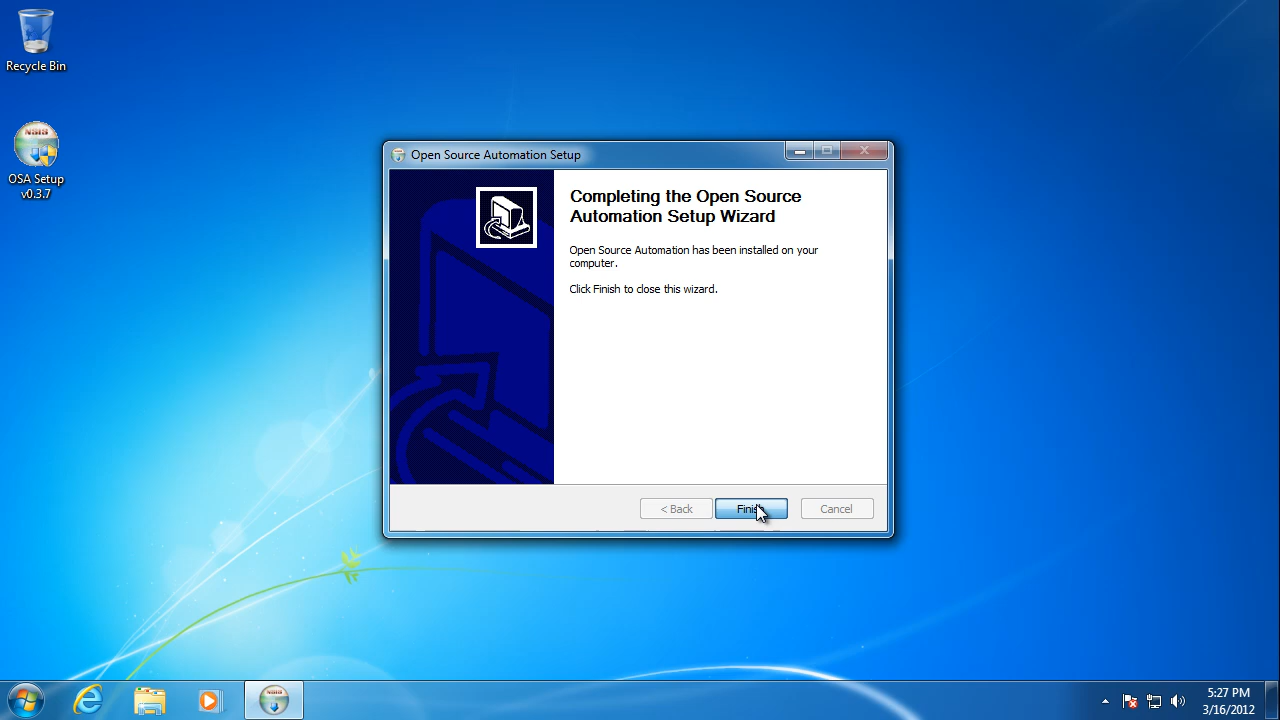 Recycle Bin
NSIS
OSA Setup
v0.3.7
Open Source Automation Setup
Completing the Open Source
Automation Setup Wizard
Open Source Automation has been installed on your
computer.
Click Finish to close this wizard.
< Back
Finish
Cancel
NSIS
5:27 PM
3/16/2012